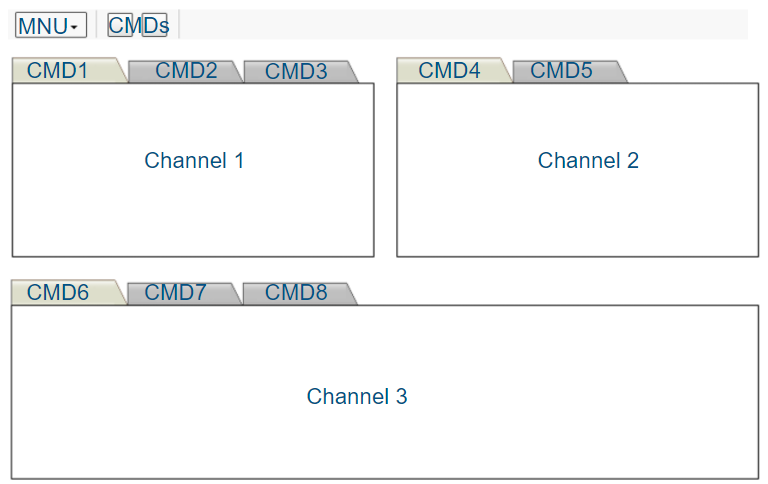 MNU CMDs
CMD1 CMD2 CMD3 CMD4 CMD5
Channel 1 Channel 2
CMD6 CMD7 CMD8
Channel 3